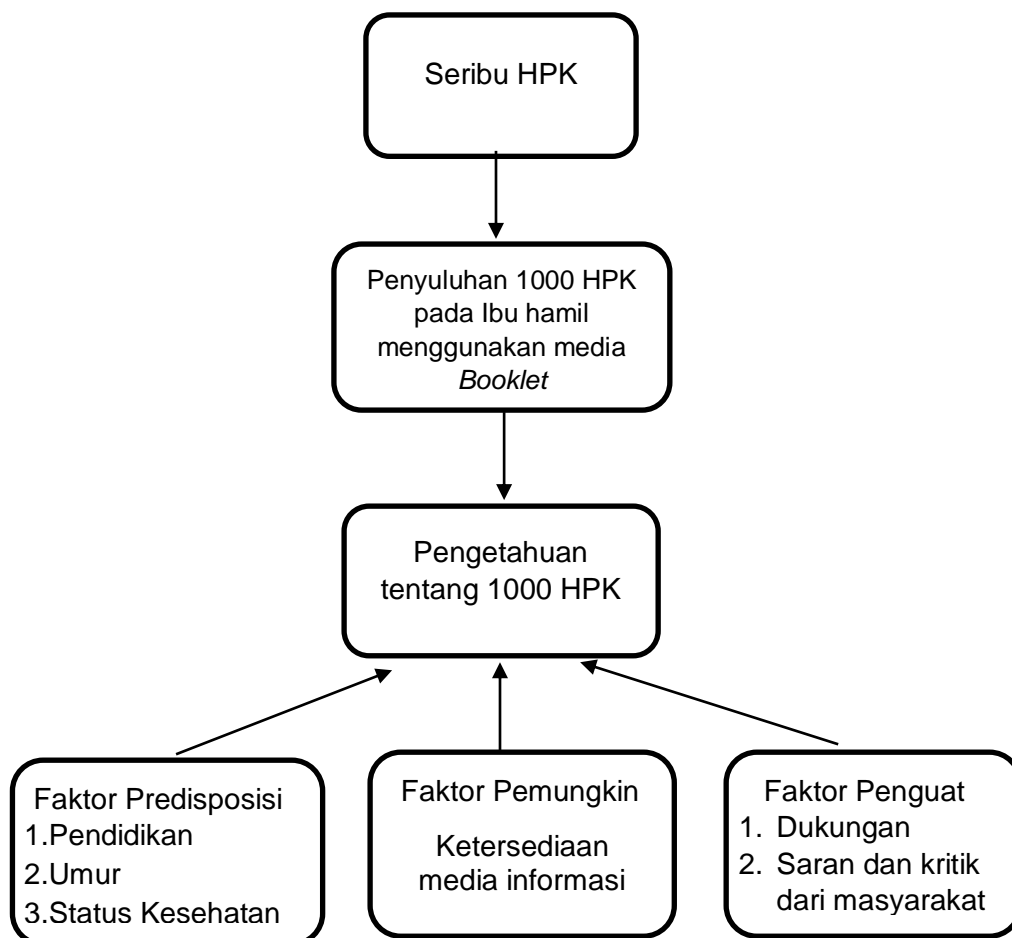 Seribu HPK
Penyuluhan 1000 HPK
pada Ibu hamil
menggunakan media
Booklet
Pengetahuan
tentang 1000 HPK
Faktor Predisposisi
1.Pendidikan
2.Umur
3.Status Kesehatan
Faktor Pemungkin
Ketersediaan
media informasi
Faktor Penguat
1. Dukungan
2. Saran dan kritik
dari masyarakat